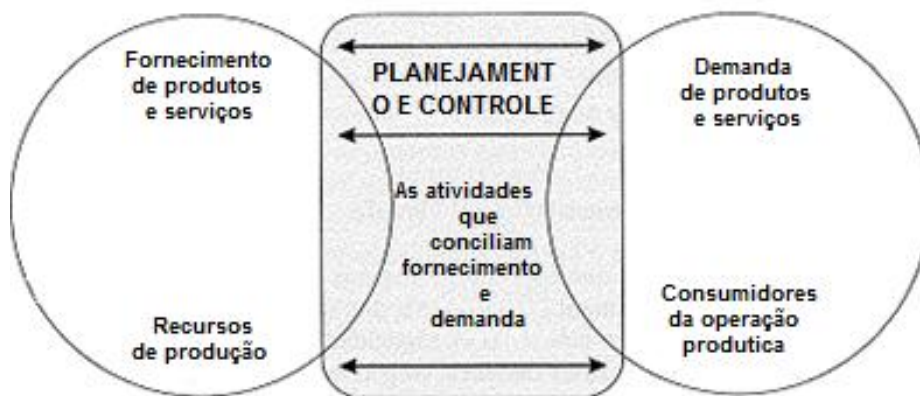 Fornecimento
de produtos
e serviços
Recursos
de produção
PLANEJAMENT
O E CONTROLE
As atividades
que
conciliam
fornecimento
e
demanda
Demanda
de produtos
e serviços
Consumidores
da operação
produtica